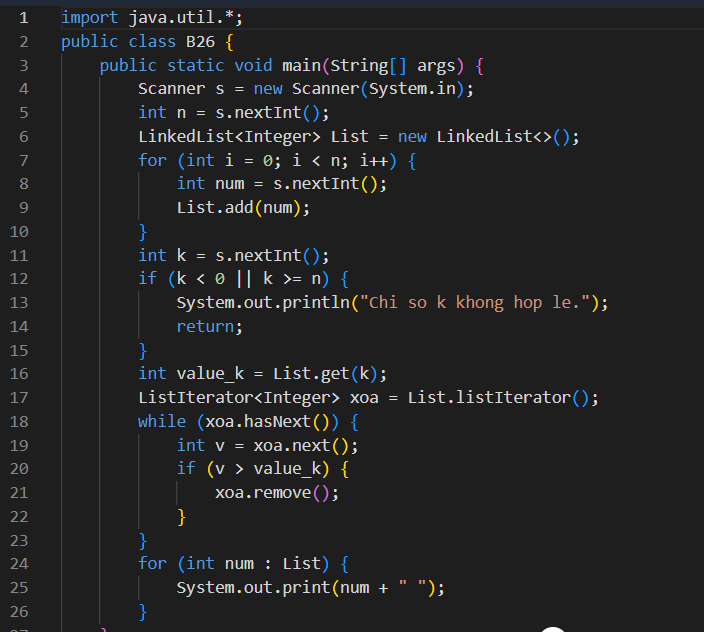 1 import java.util.*;
2 public class B26 {
3 public static void main(String[] args) {
4 Scanner s = new Scanner(System.in);
5 int n = s.nextInt();
6 LinkedList<Integer> List = new LinkedList<>();
7 for (int i = 0; i < n; i++) {
8 int num = s.nextInt();
9 List.add(num);
10 }
11 int k = s.nextInt();
12 if (k < 0 || k >= n) {
13 System.out.println("Chi so k khong hop le.");
14 return;
15 }
16 int value_k = List.get(k);
17 ListIterator<Integer> xoa = List.listIterator();
18 while (xoa.hasNext()) {
19 int v = xoa.next();
20 if (v > value_k) {
21 xoa.remove();
22 }
23 }
24 for (int num : List) {
25 System.out.print(num + " ");
26 }